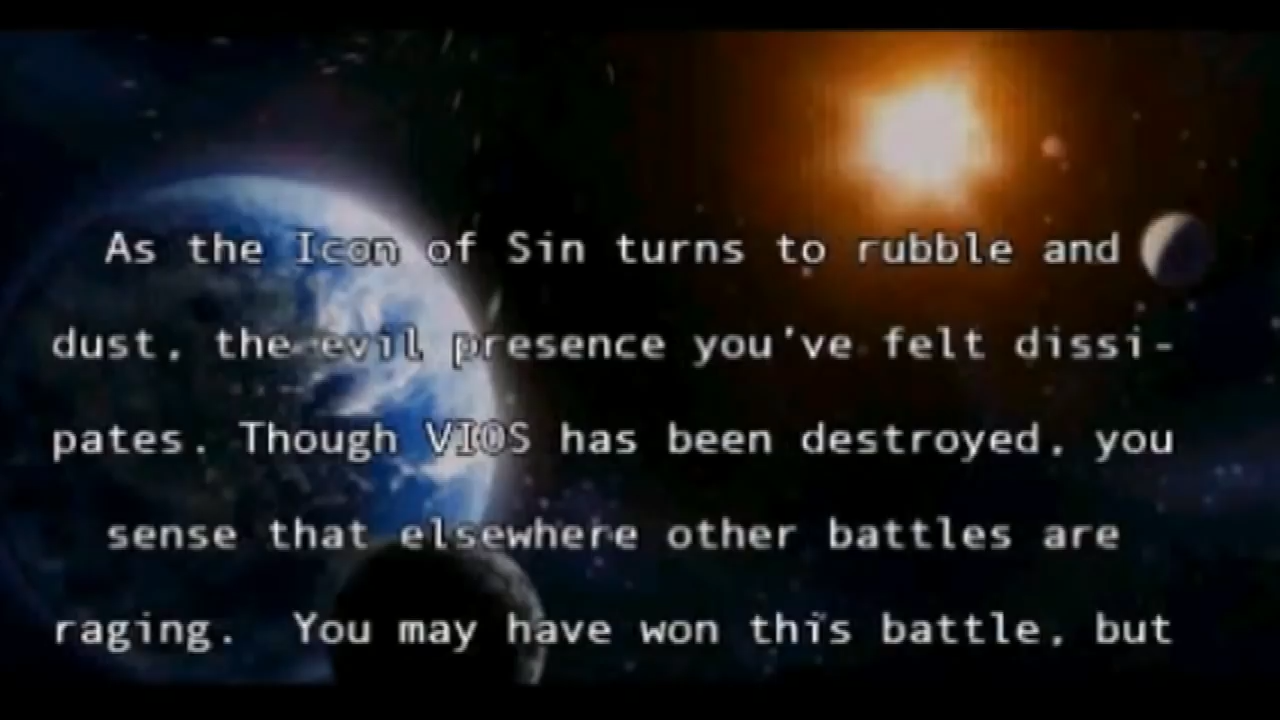 As the Icon of Sin turns to rubble and
dust, the evil presence you've felt dissi-
pates. Though VIOS has been destroyed, you
sense that elsewhere other battles are
raging. You may have won this battle, but